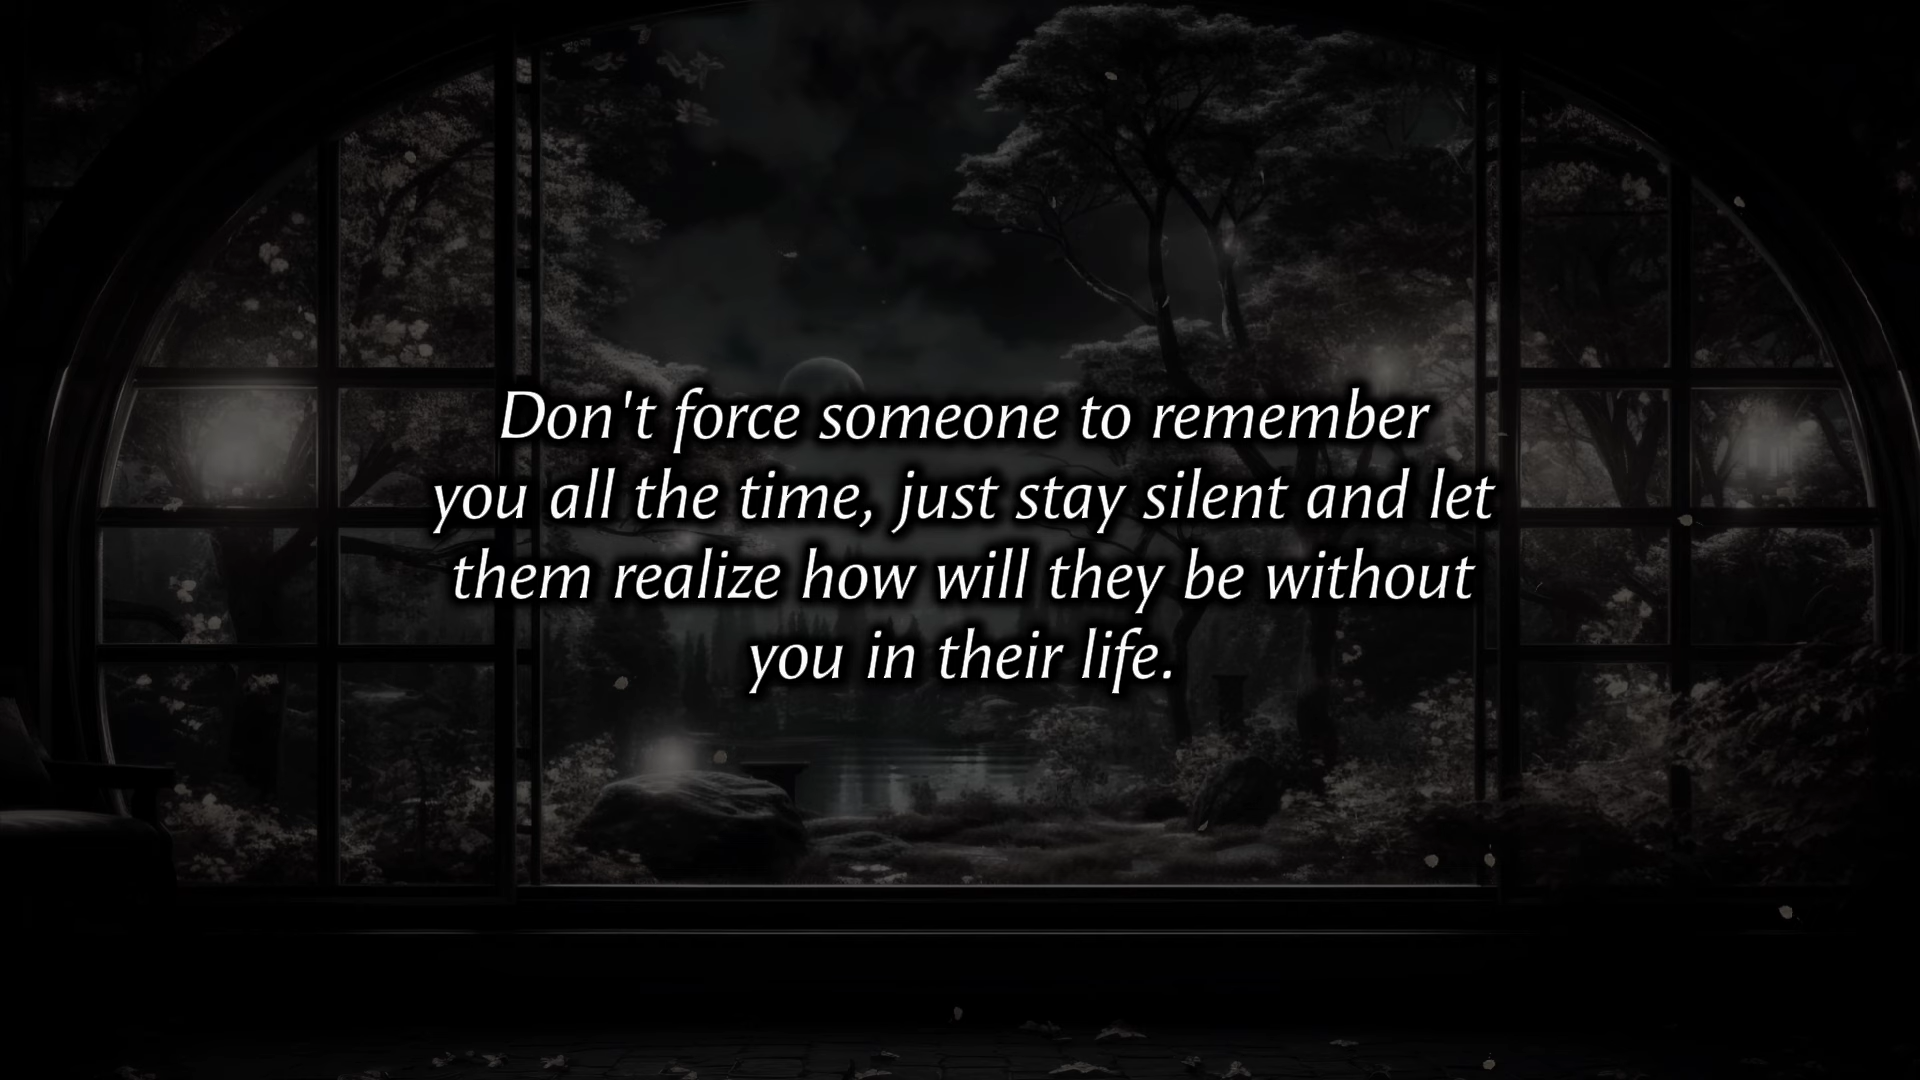 Don't force someone to remember
you all the time, just stay silent and let
them realize how will they be without
you in their life.